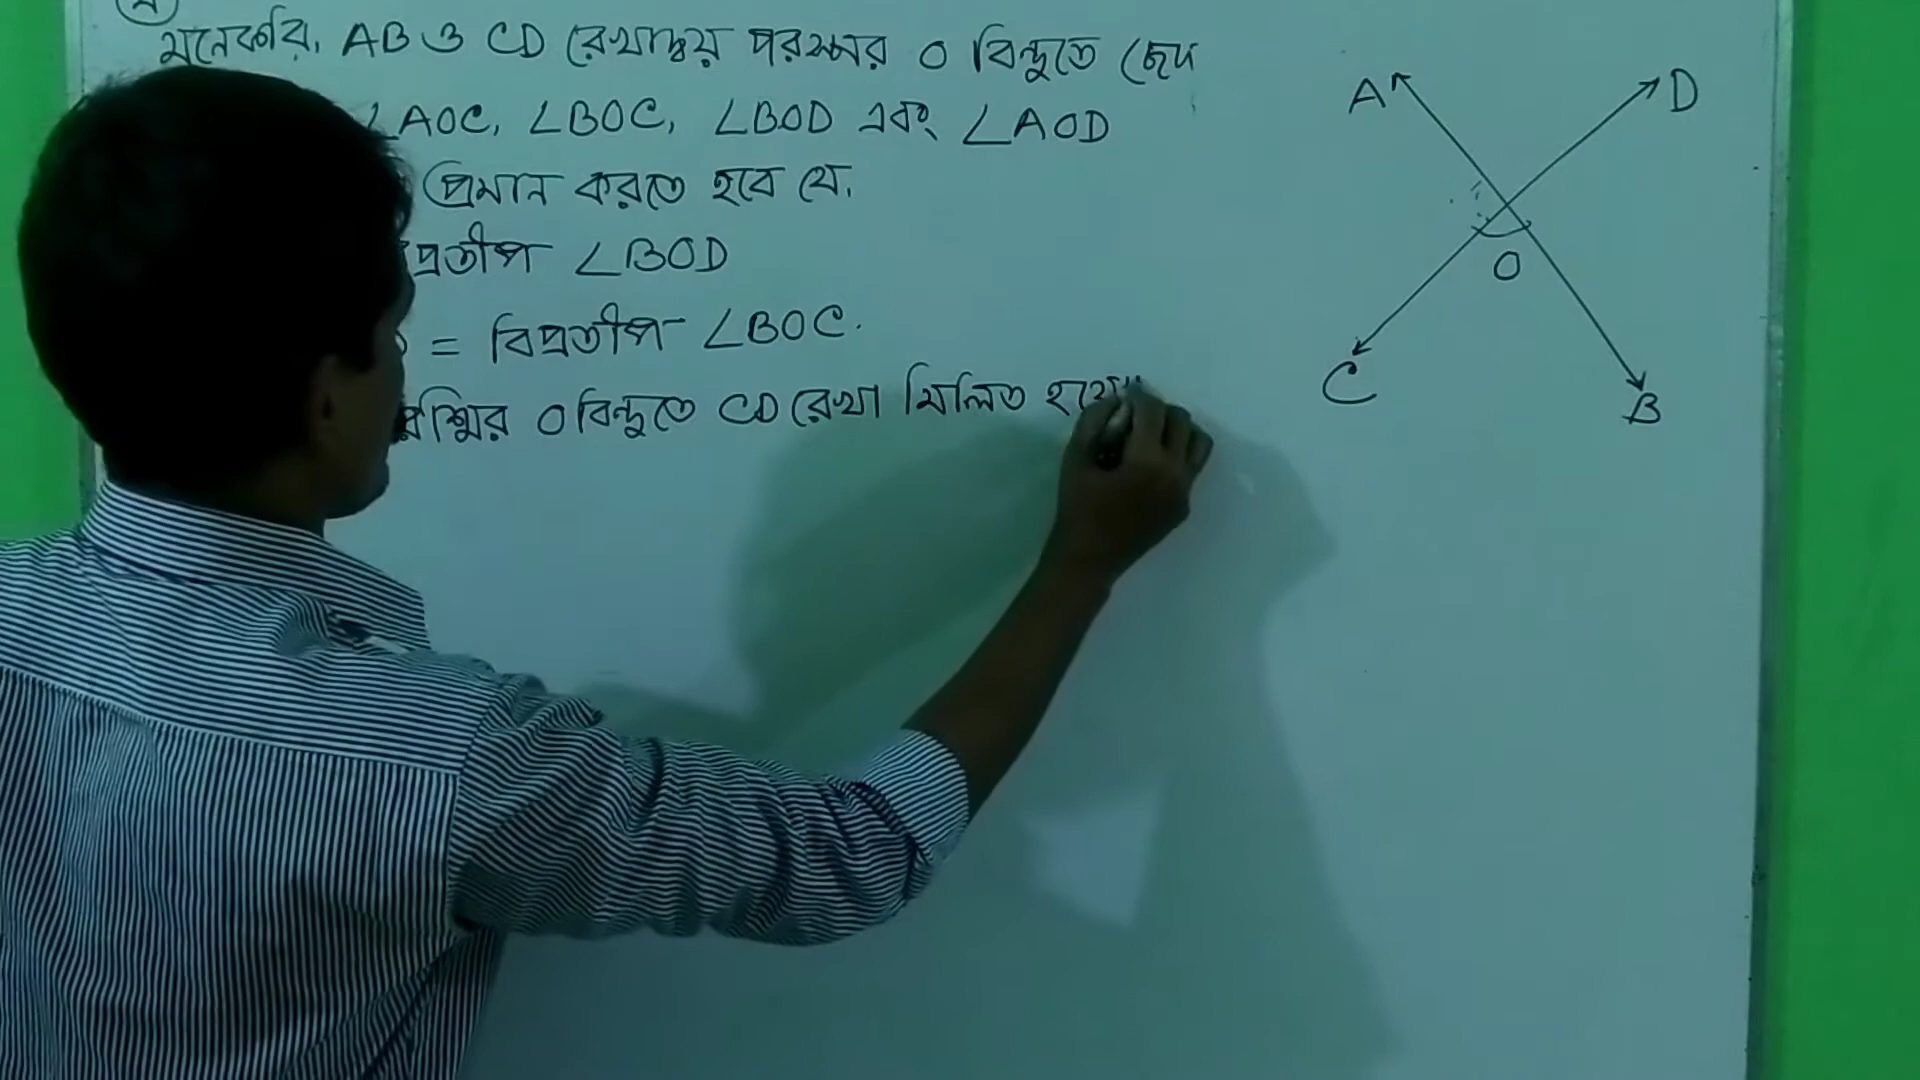 মনেকরি, AB ও CD রেখাদ্বয় পরস্পর O বিন্দুতে ছেদ
∠AOC, ∠BOC, ∠BOD এবং ∠AOD
প্রমান করতে হবে যে,
প্রতীপ ∠BOD
= বিপ্রতীপ ∠BOC.
রশ্মির O বিন্দুতে CD রেখা মিলিত হয়ে
A
D
O
C
B